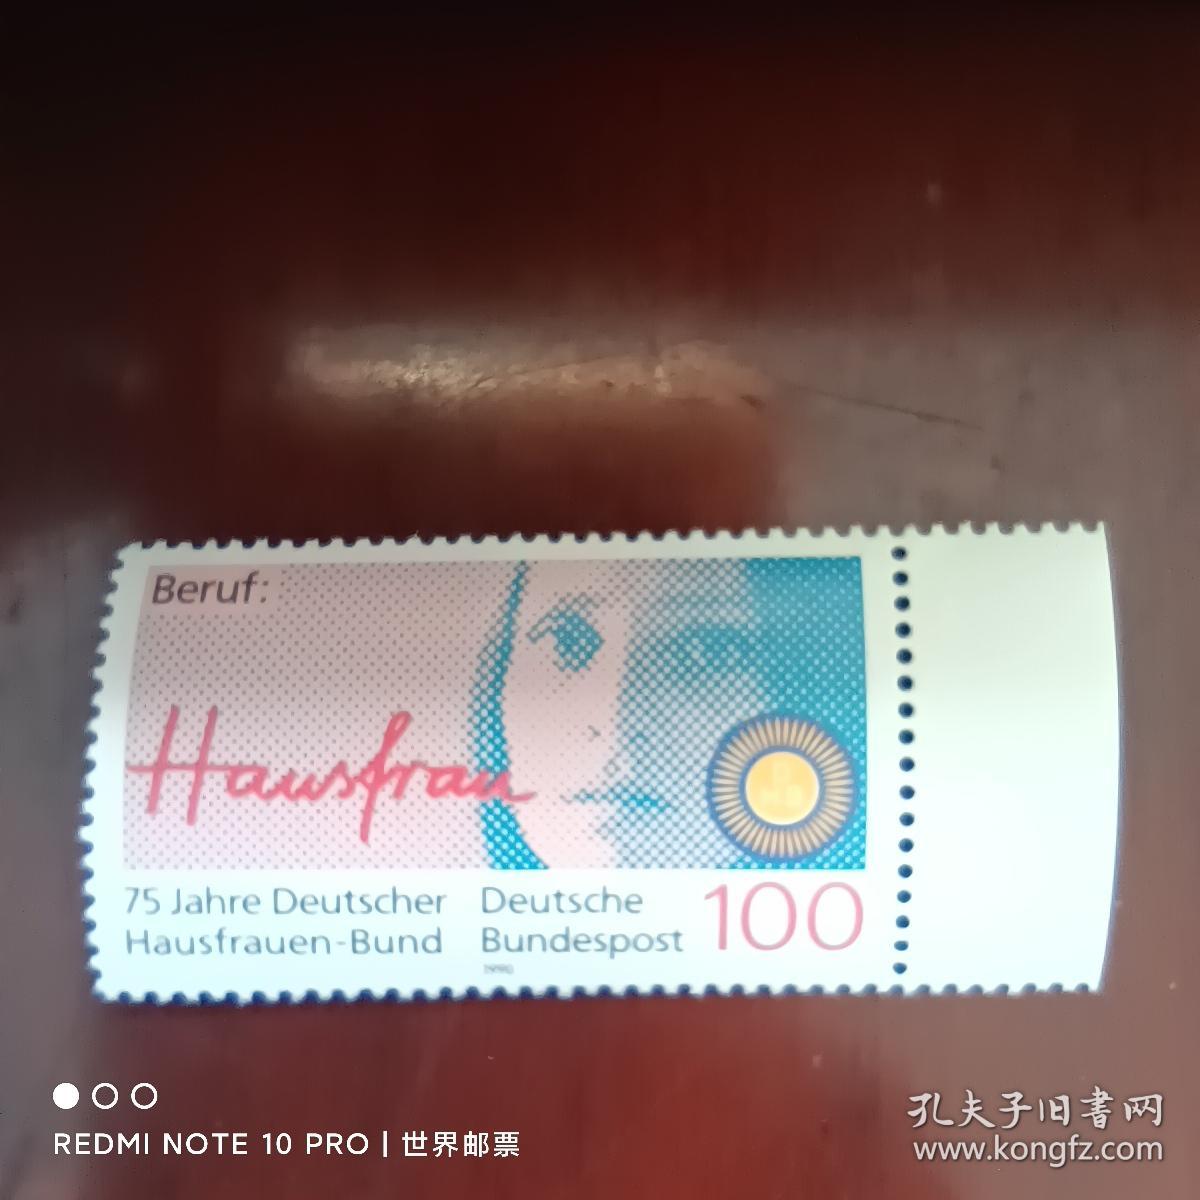 Beruf:
Hausfrau
75 Jahre Deutscher
Hausfrauen-Bund
Deutsche
Bundespost
100
1990
REDMI NOTE 10 PRO | 世界邮票
孔夫子旧書网
www.kongfz.com